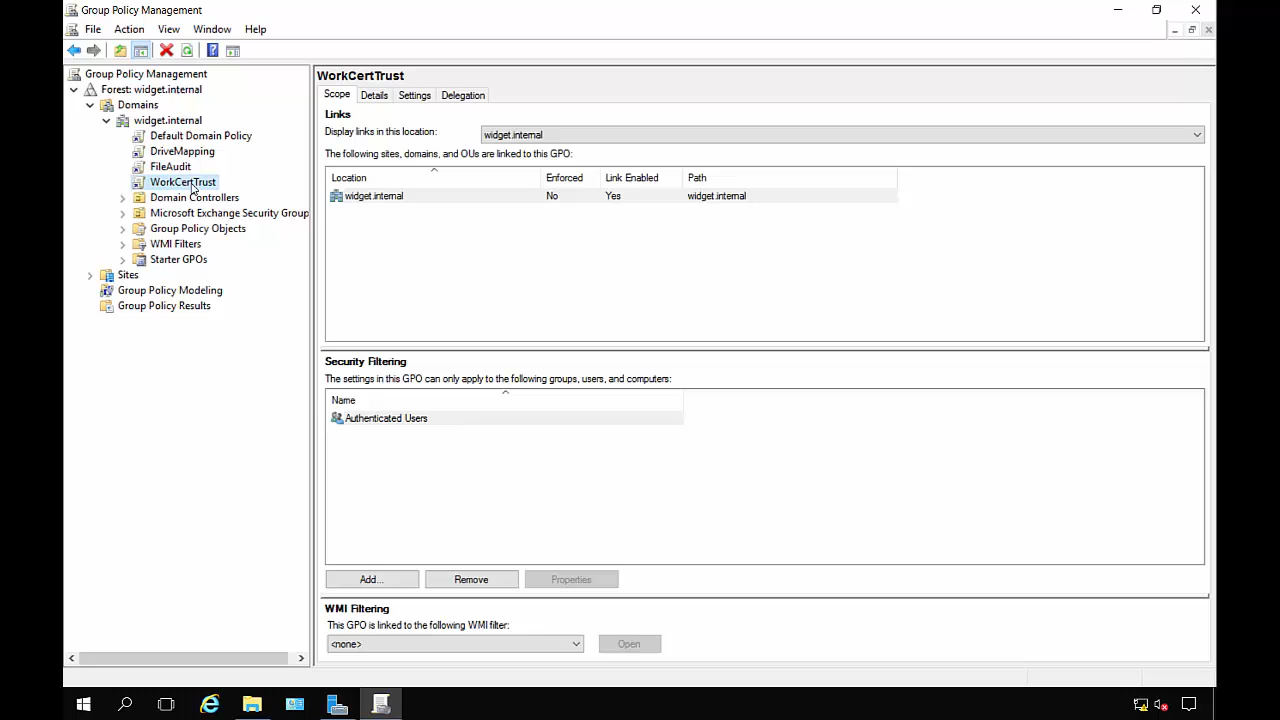 Group Policy Management
File Action View Window Help
Group Policy Management
Forest: widget.internal
Domains
widget.internal
Default Domain Policy
DriveMapping
FileAudit
WorkCertTrust
Domain Controllers
Microsoft Exchange Security Group
Group Policy Objects
WMI Filters
Starter GPOs
Sites
Group Policy Modeling
Group Policy Results
WorkCertTrust
Scope Details Settings Delegation
Links
Display links in this location: widget.internal
The following sites, domains, and OUs are linked to this GPO:
Location Enforced Link Enabled Path
widget.internal No Yes widget.internal
Security Filtering
The settings in this GPO can only apply to the following groups, users, and computers:
Name
Authenticated Users
Add... Remove Properties
WMI Filtering
This GPO is linked to the following WMI filter:
<none> Open